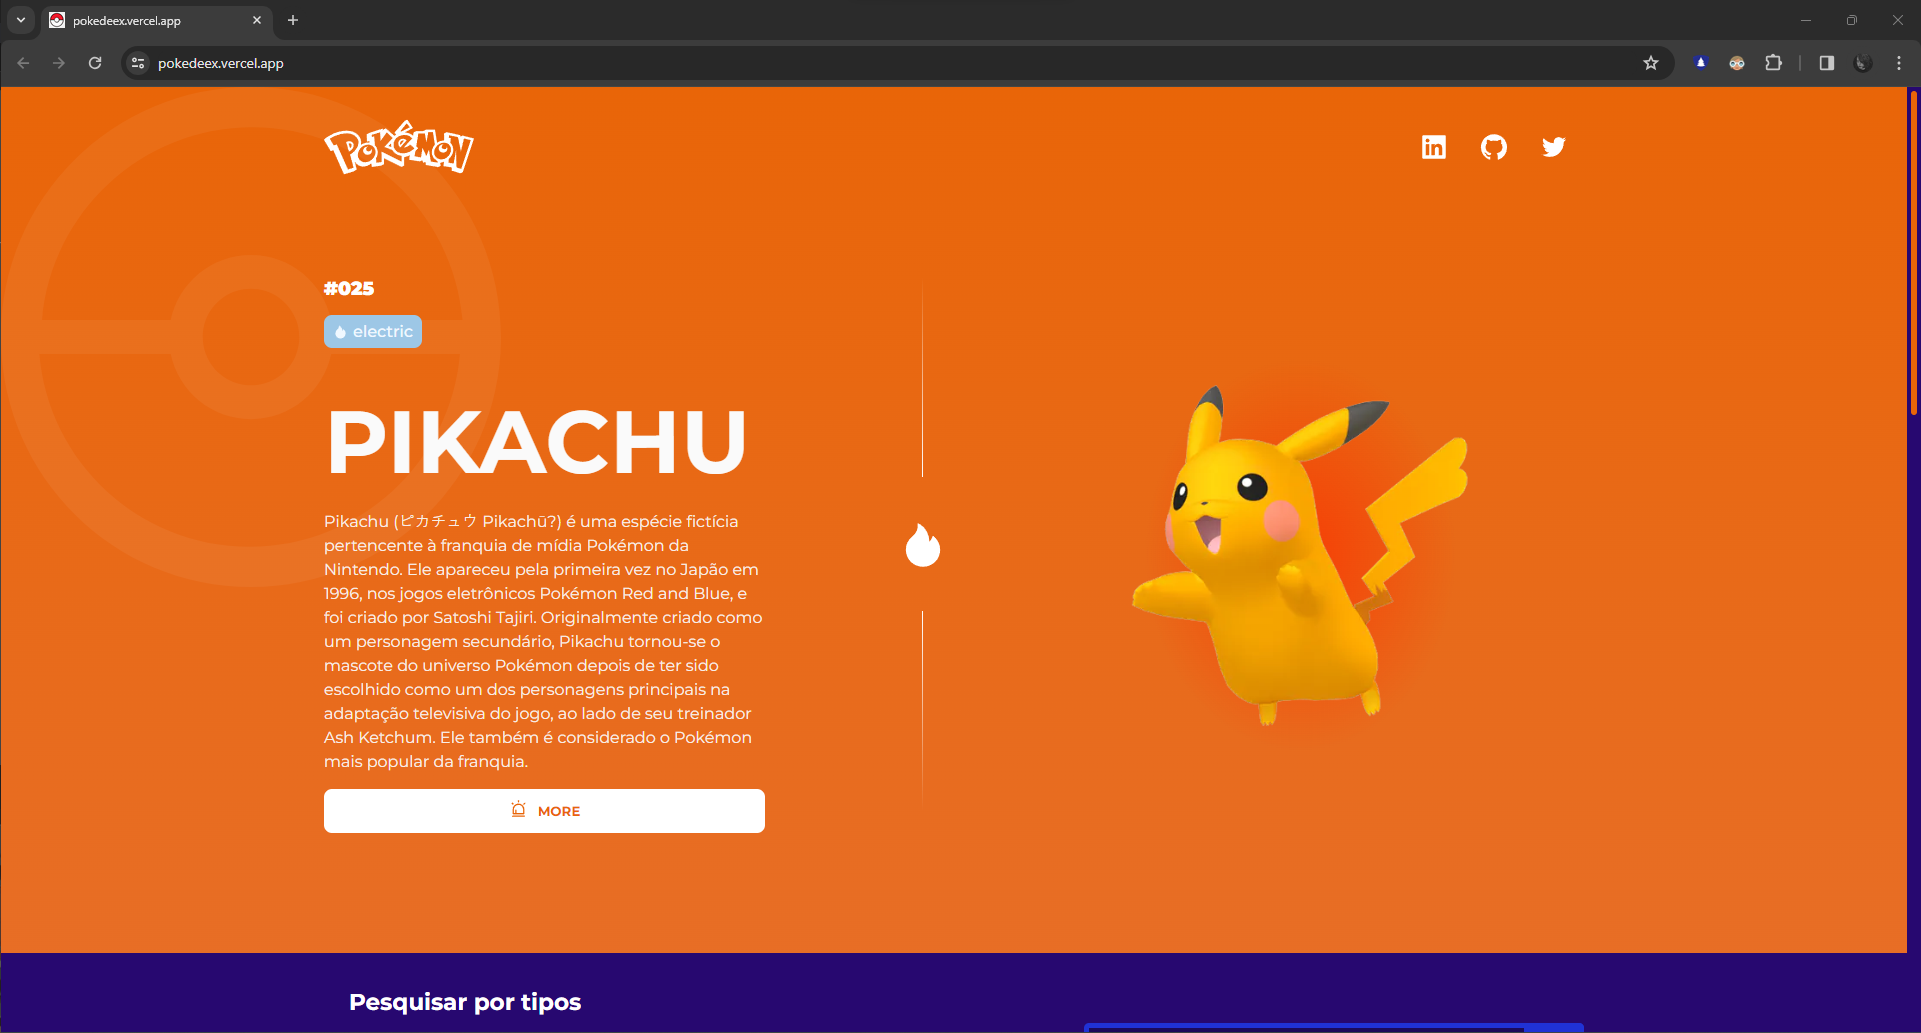 pokedeex.vercel.app
pokedeex.vercel.app
POKéMON
#025
electric
PIKACHU
Pikachu (ピカチュウ Pikachū?) é uma espécie fictícia
pertencente à franquia de mídia Pokémon da
Nintendo. Ele apareceu pela primeira vez no Japão em
1996, nos jogos eletrônicos Pokémon Red and Blue, e
foi criado por Satoshi Tajiri. Originalmente criado como
um personagem secundário, Pikachu tornou-se o
mascote do universo Pokémon depois de ter sido
escolhido como um dos personagens principais na
adaptação televisiva do jogo, ao lado de seu treinador
Ash Ketchum. Ele também é considerado o Pokémon
mais popular da franquia.
MORE
Pesquisar por tipos